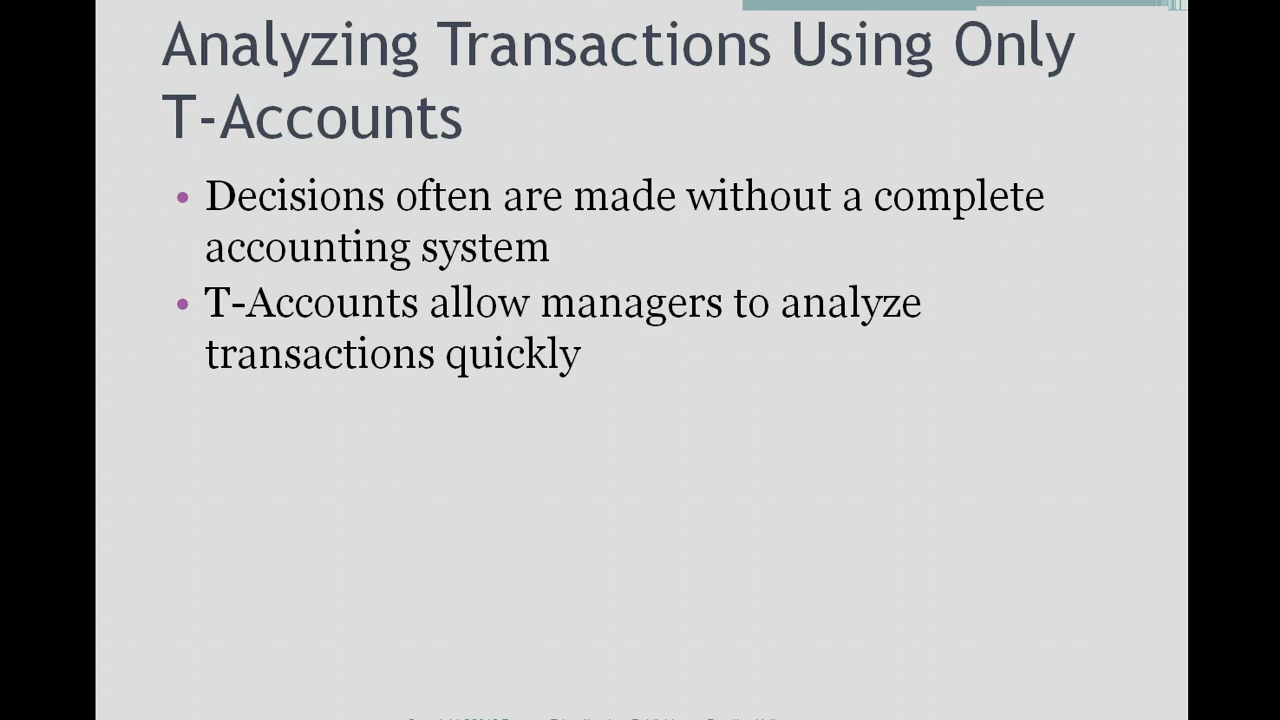 Analyzing Transactions Using Only
T-Accounts
• Decisions often are made without a complete
accounting system
• T-Accounts allow managers to analyze
transactions quickly